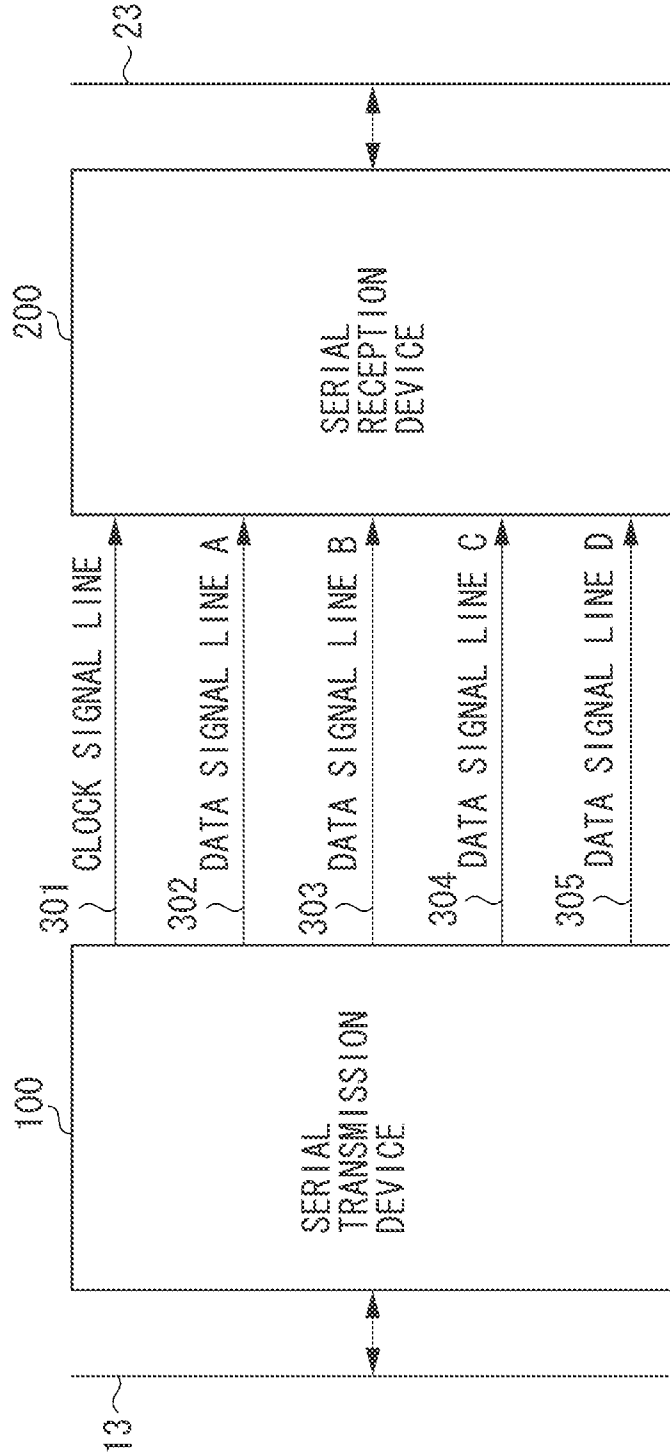 100
200
23
13
SERIAL
TRANSMISSION
DEVICE
301
CLOCK SIGNAL LINE
302
DATA SIGNAL LINE A
303
DATA SIGNAL LINE B
304
DATA SIGNAL LINE C
305
DATA SIGNAL LINE D
SERIAL
RECEPTION
DEVICE